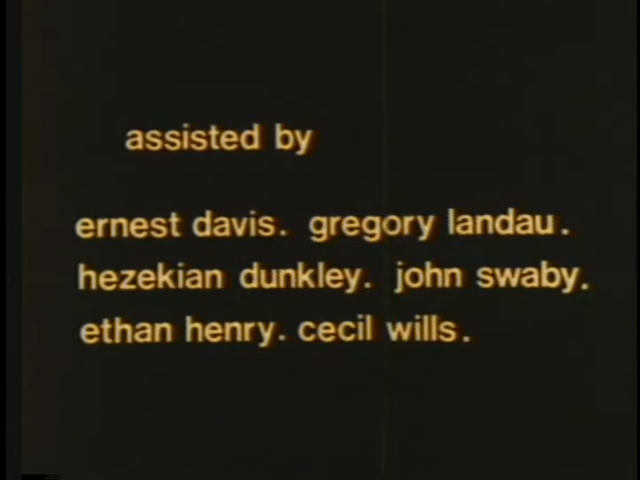 assisted by
ernest davis. gregory landau.
hezekian dunkley. john swaby.
ethan henry. cecil wills.